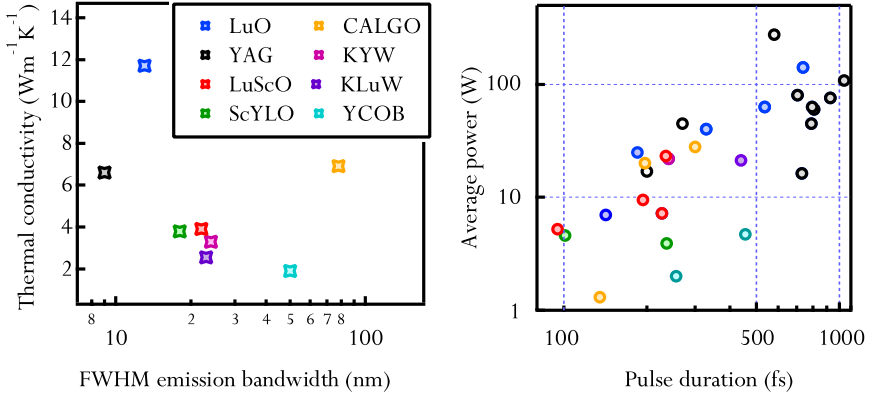 Thermal conductivity (Wm⁻¹K⁻¹)
14
12
10
8
6
4
2
LuO
YAG
LuScO
ScYLO
CALGO
KYW
KLuW
YCOB
8 2 3 4 5 6 7 8
10 100
FWHM emission bandwidth (nm)
Average power (W)
100
10
1
100 500 1000
Pulse duration (fs)